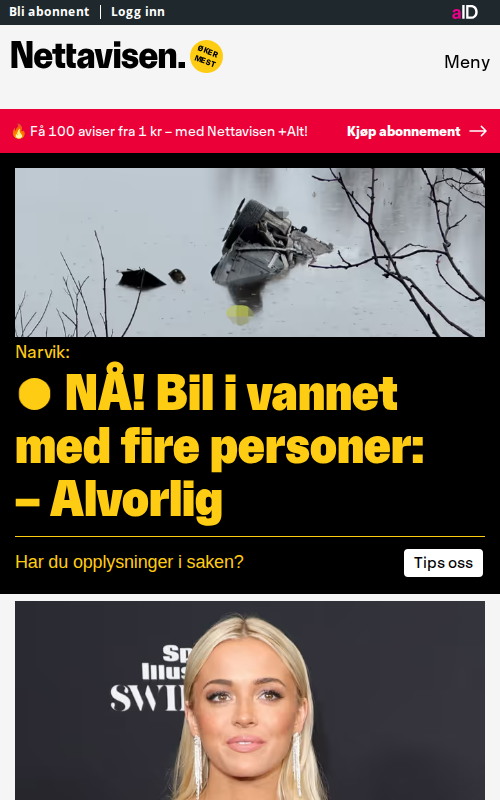 Bli abonnent
Logg inn
aID
Nettavisen.
ØKER
MEST
Meny
🔥 Få 100 aviser fra 1 kr – med Nettavisen +Alt!
Kjøp abonnement →
Narvik:
● NÅ! Bil i vannet
med fire personer:
– Alvorlig
Har du opplysninger i saken?
Tips oss
Sp
Illus
SWI